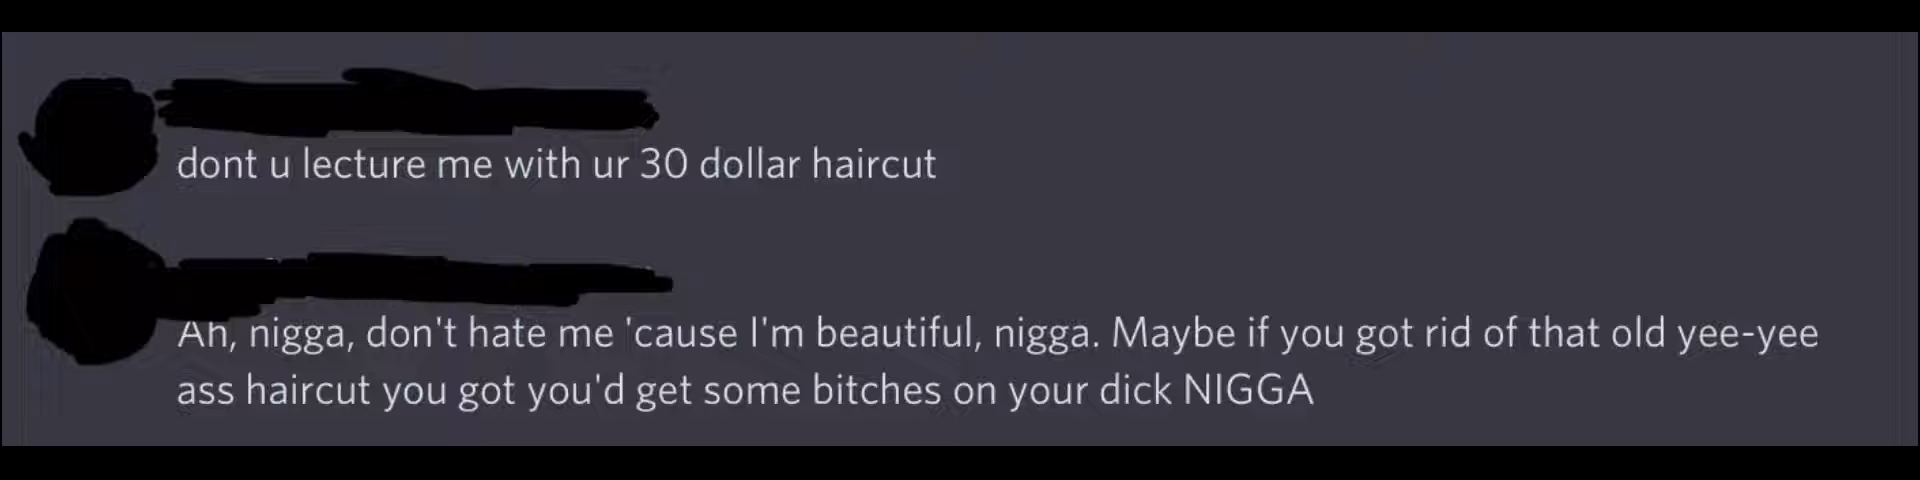 dont u lecture me with ur 30 dollar haircut
Ah, nigga, don't hate me 'cause I'm beautiful, nigga. Maybe if you got rid of that old yee-yee
ass haircut you got you'd get some bitches on your dick NIGGA